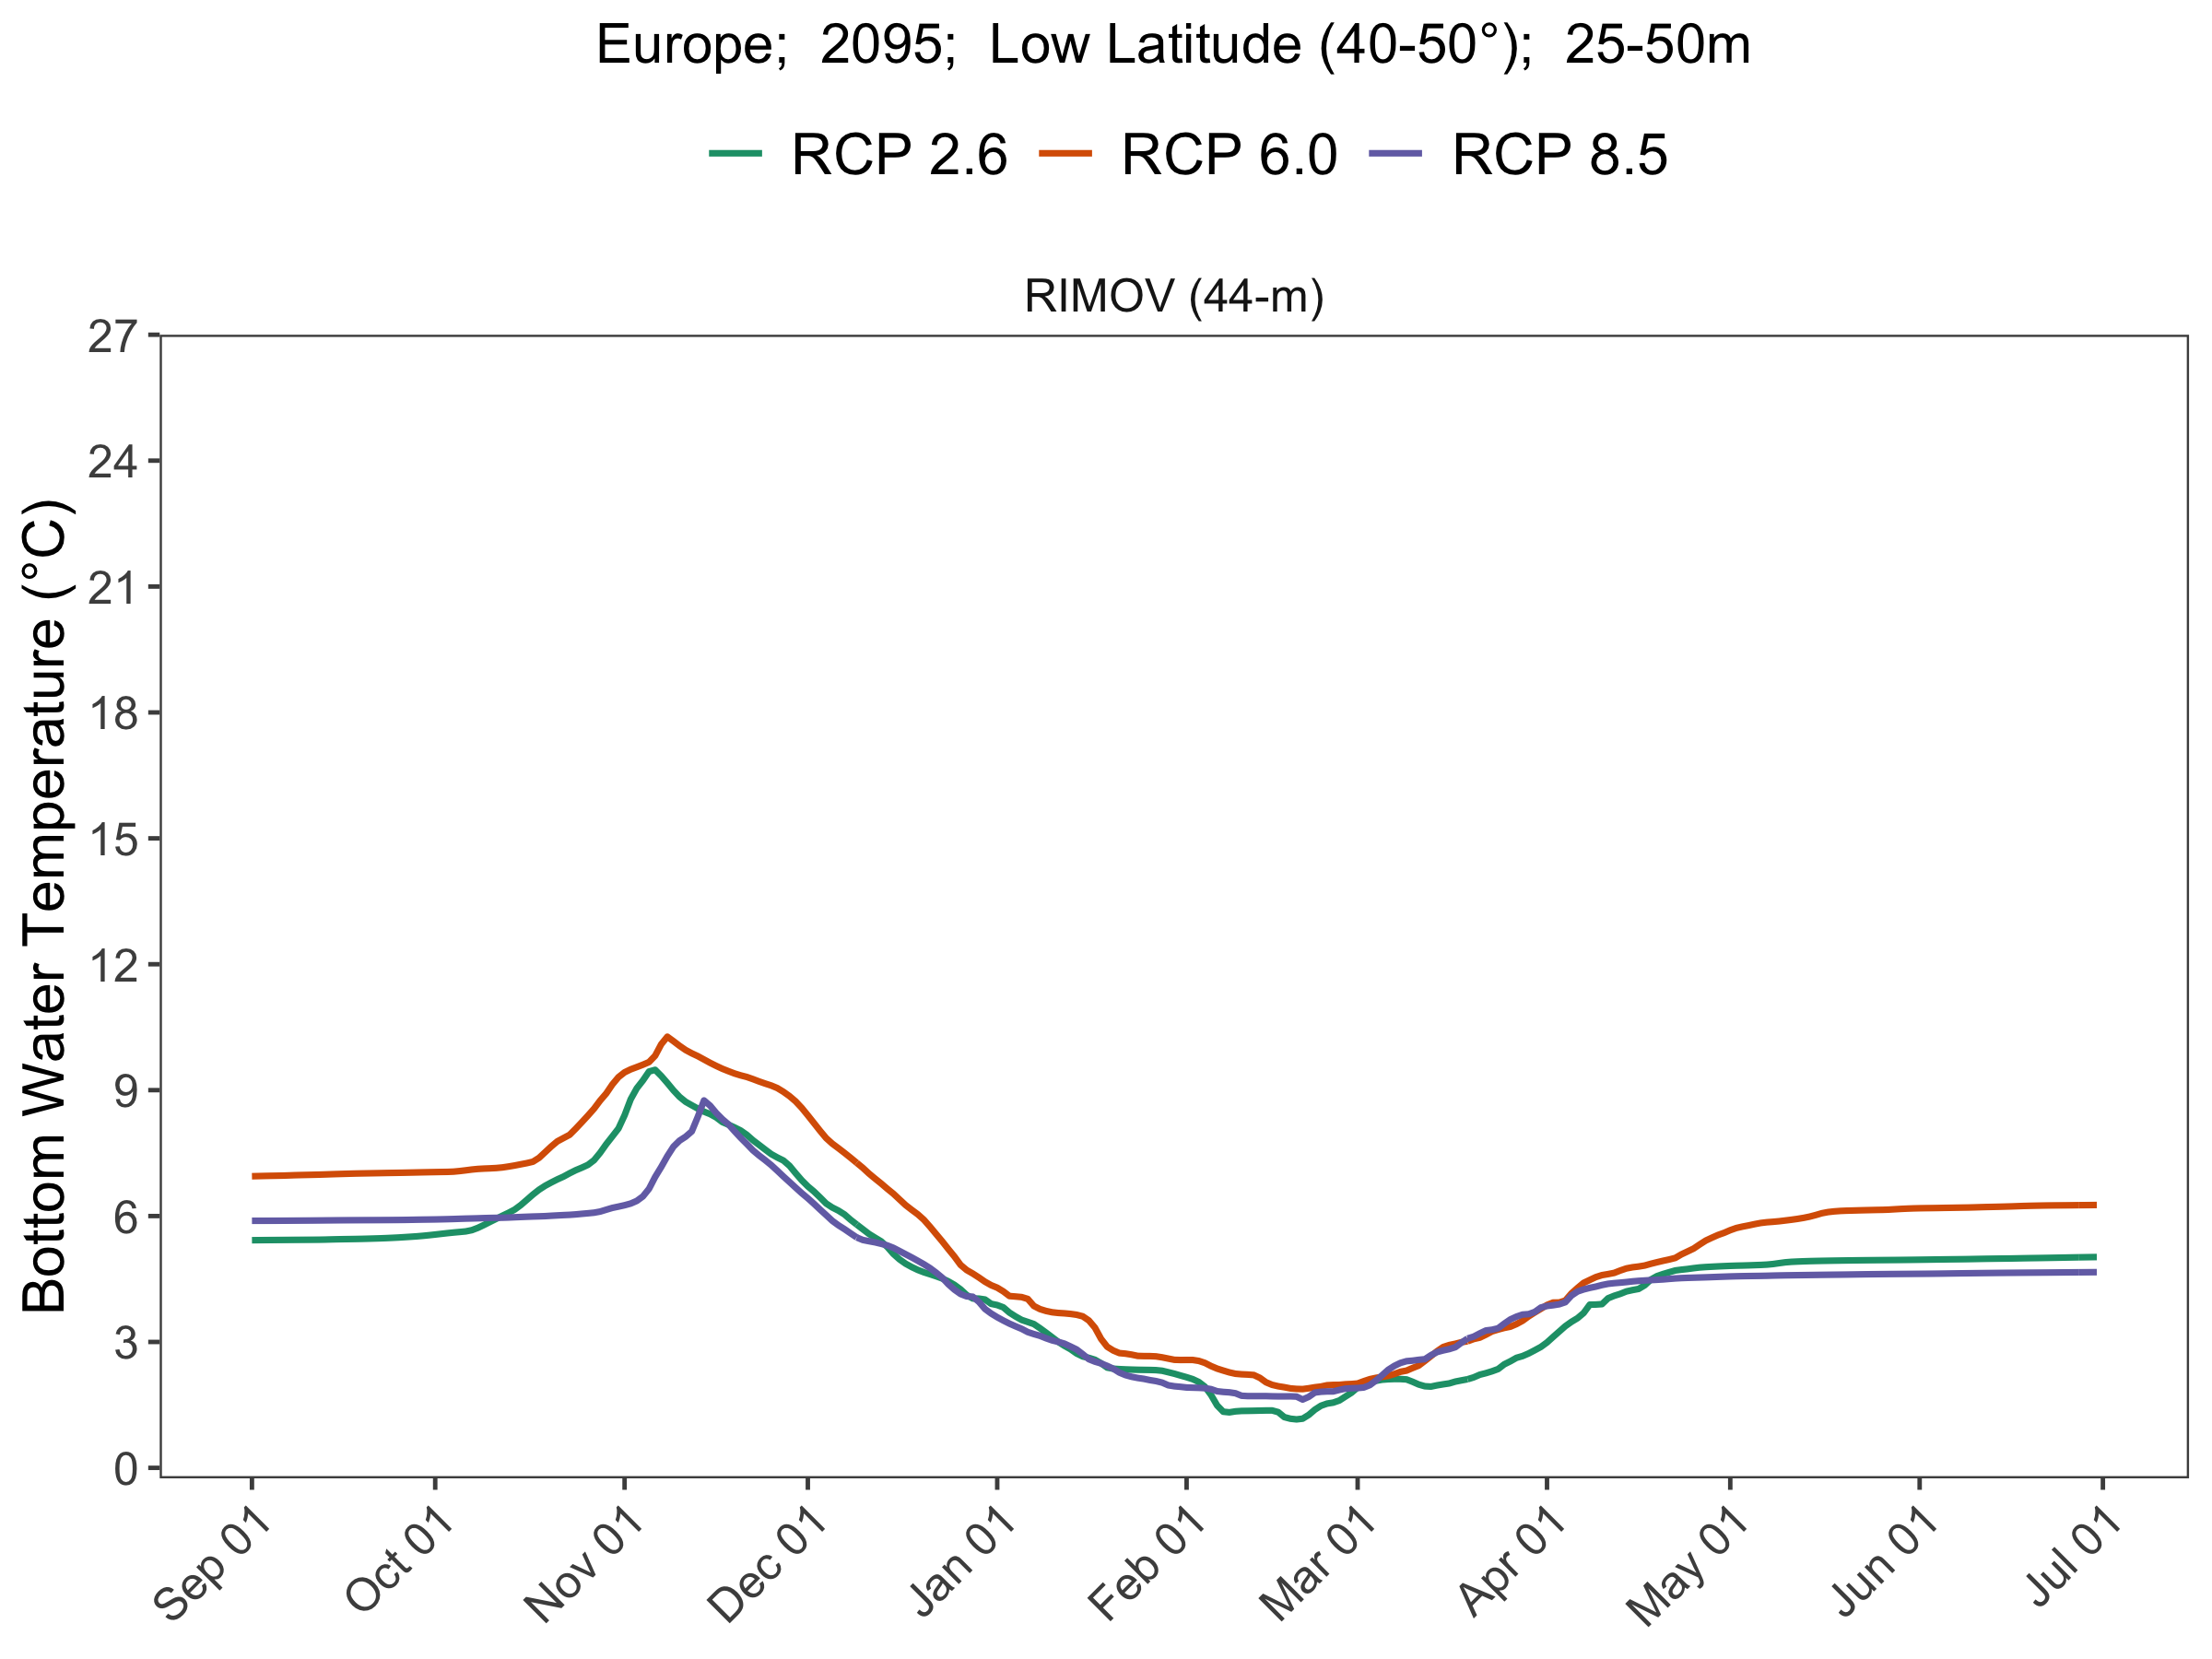 Europe; 2095; Low Latitude (40-50°); 25-50m
RCP 2.6 RCP 6.0 RCP 8.5
RIMOV (44-m)
Bottom Water Temperature (°C)
27
24
21
18
15
12
9
6
3
0
Sep 01 Oct 01 Nov 01 Dec 01 Jan 01 Feb 01 Mar 01 Apr 01 May 01 Jun 01 Jul 01